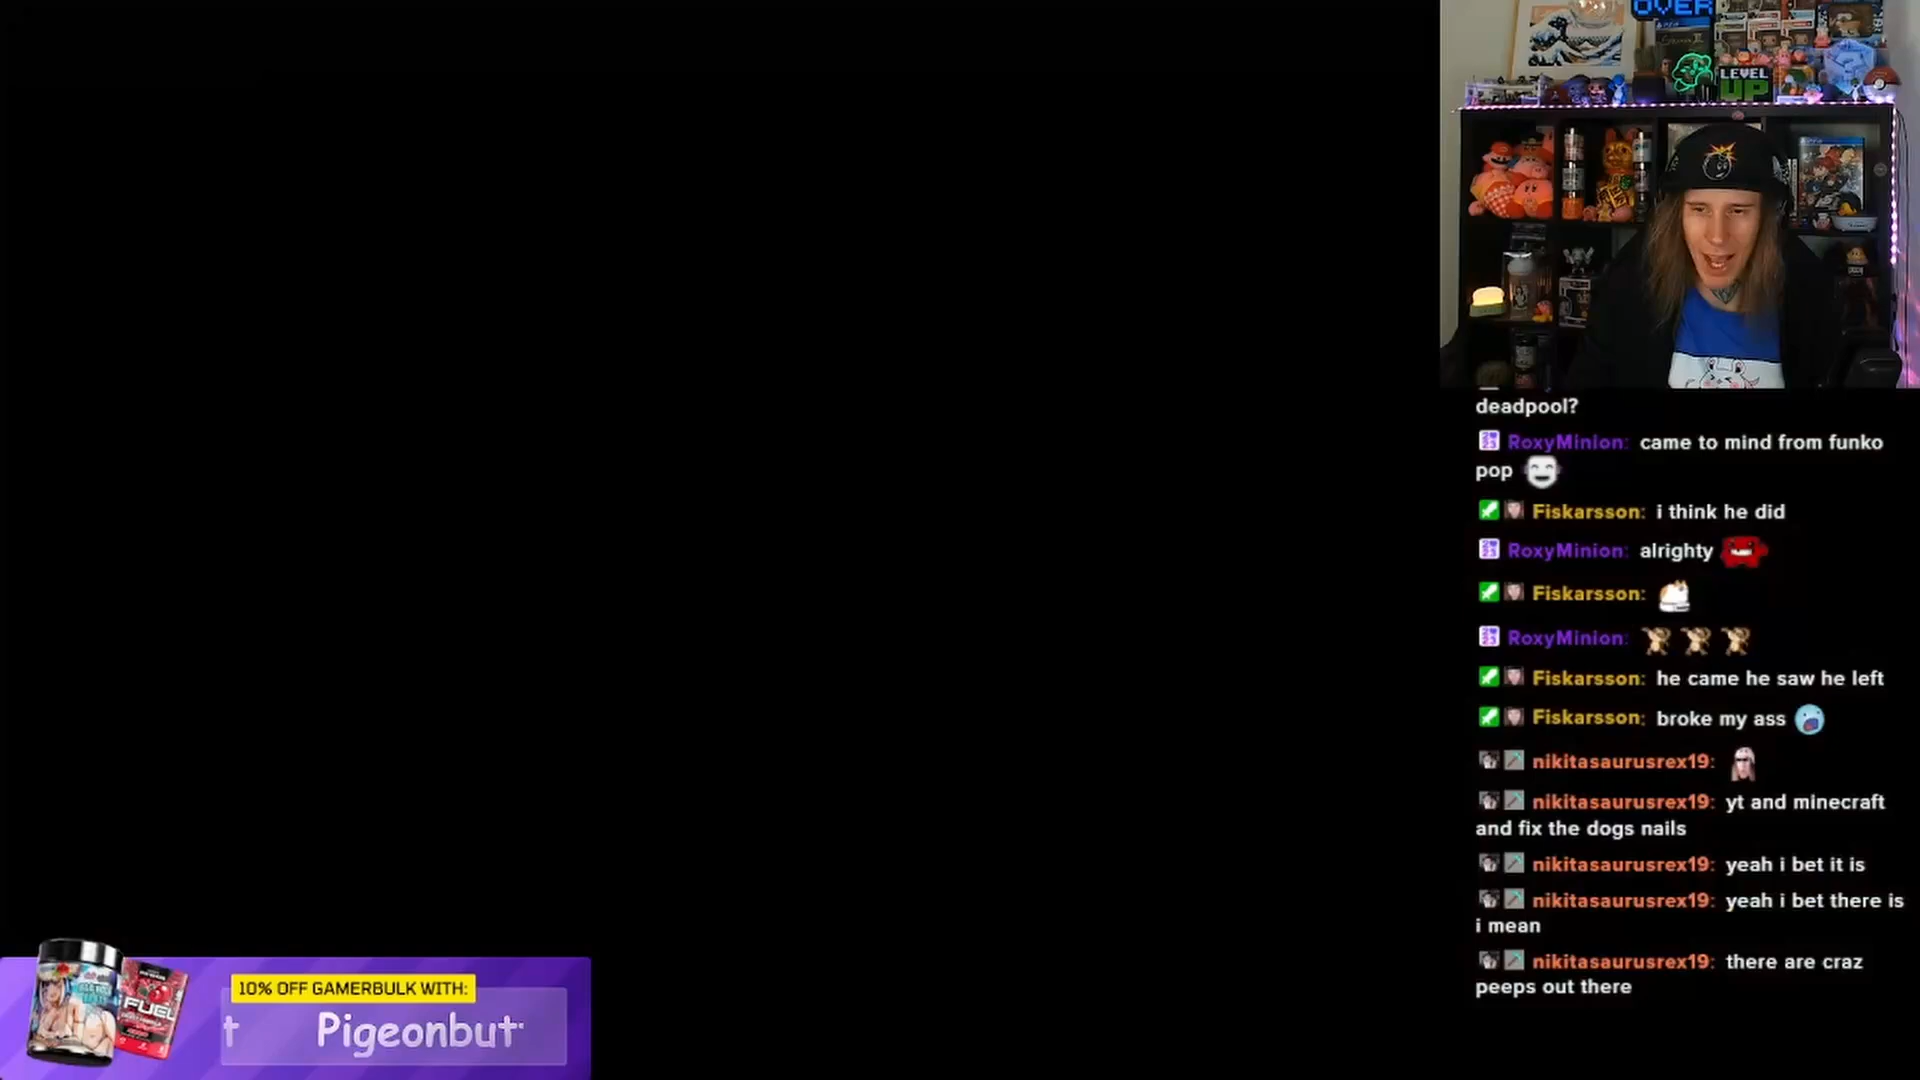 OVER
LEVEL
UP
deadpool?
RoxyMinion: came to mind from funko
pop
Fiskarsson: i think he did
RoxyMinion: alrighty
Fiskarsson:
RoxyMinion:
Fiskarsson: he came he saw he left
Fiskarsson: broke my ass
nikitasaurusrex19:
nikitasaurusrex19: yt and minecraft
and fix the dogs nails
nikitasaurusrex19: yeah i bet it is
nikitasaurusrex19: yeah i bet there is
i mean
nikitasaurusrex19: there are craz
peeps out there
10% OFF GAMERBULK WITH:
t Pigeonbut
FUEL